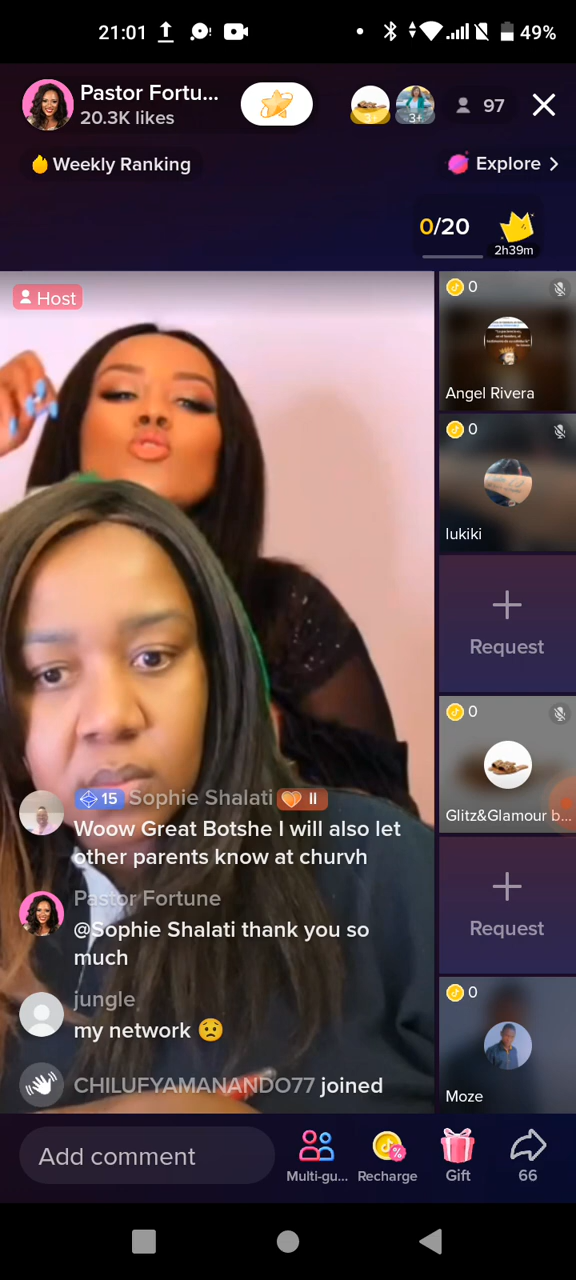 21:01
49%
Pastor Fortu...
20.3K likes
3+
3+
97
Weekly Ranking
Explore >
0/20
2h39m
Host
0
Angel Rivera
0
lukiki
Request
0
Glitz&Glamour b...
Request
0
Moze
15 Sophie Shalati II
Woow Great Botshe I will also let
other parents know at churvh
Pastor Fortune
@Sophie Shalati thank you so
much
jungle
my network 😟
CHILUFYAMANANDO77 joined
Add comment
Multi-gu...
Recharge
Gift
66